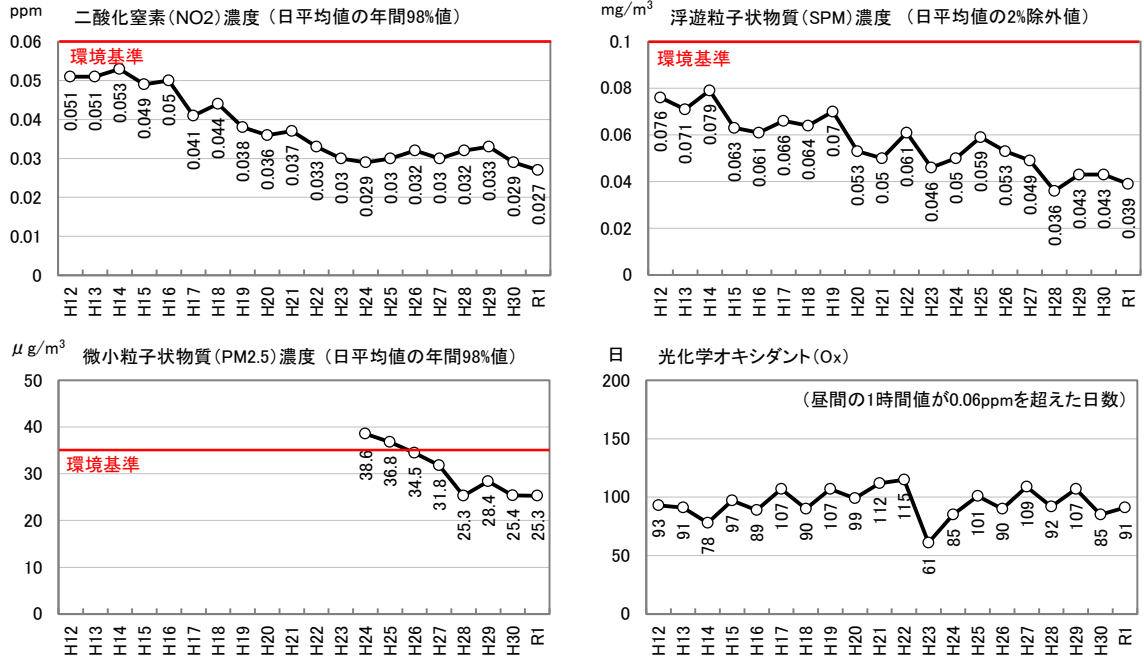 ppm
二酸化窒素(NO2)濃度 (日平均値の年間98%値)
0.06
0.05
0.04
0.03
0.02
0.01
0
環境基準
0.051 0.051 0.053 0.049 0.05 0.041 0.044 0.038 0.036 0.037 0.033 0.03 0.029 0.03 0.032 0.03 0.032 0.033 0.029 0.027
H12 H13 H14 H15 H16 H17 H18 H19 H20 H21 H22 H23 H24 H25 H26 H27 H28 H29 H30 R1
mg/m³
浮遊粒子状物質(SPM)濃度 (日平均値の2%除外値)
0.1
0.08
0.06
0.04
0.02
0
環境基準
0.076 0.071 0.079 0.063 0.061 0.066 0.064 0.07 0.053 0.05 0.061 0.046 0.05 0.059 0.053 0.049 0.036 0.043 0.043 0.039
H12 H13 H14 H15 H16 H17 H18 H19 H20 H21 H22 H23 H24 H25 H26 H27 H28 H29 H30 R1
μg/m³
微小粒子状物質(PM2.5)濃度 (日平均値の年間98%値)
50
40
30
20
10
0
環境基準
38.6 36.8 34.5 31.8 25.3 28.4 25.4 25.3
H12 H13 H14 H15 H16 H17 H18 H19 H20 H21 H22 H23 H24 H25 H26 H27 H28 H29 H30 R1
日
光化学オキシダント(Ox)
(昼間の1時間値が0.06ppmを超えた日数)
200
150
100
50
0
93 91 78 97 89 107 90 107 99 112 115 61 85 101 90 109 92 107 85 91
H12 H13 H14 H15 H16 H17 H18 H19 H20 H21 H22 H23 H24 H25 H26 H27 H28 H29 H30 R1